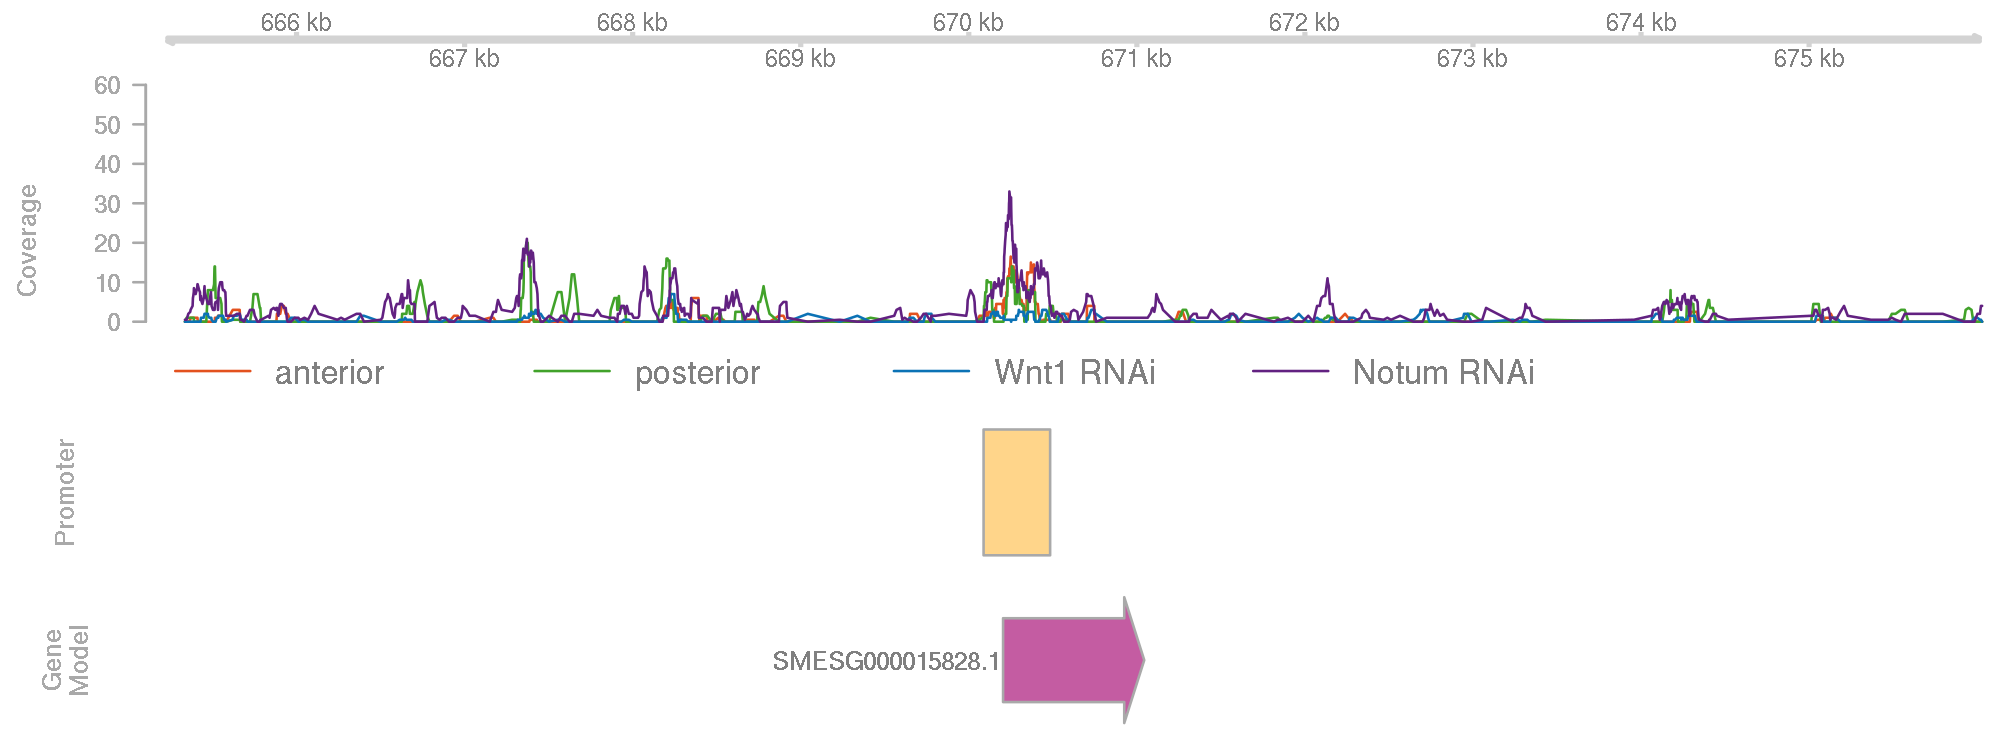 666 kb 668 kb 670 kb 672 kb 674 kb
667 kb 669 kb 671 kb 673 kb 675 kb
60
50
40
30
20
10
0
Coverage
anterior posterior Wnt1 RNAi Notum RNAi
Promoter
Gene
Model
SMESG000015828.1